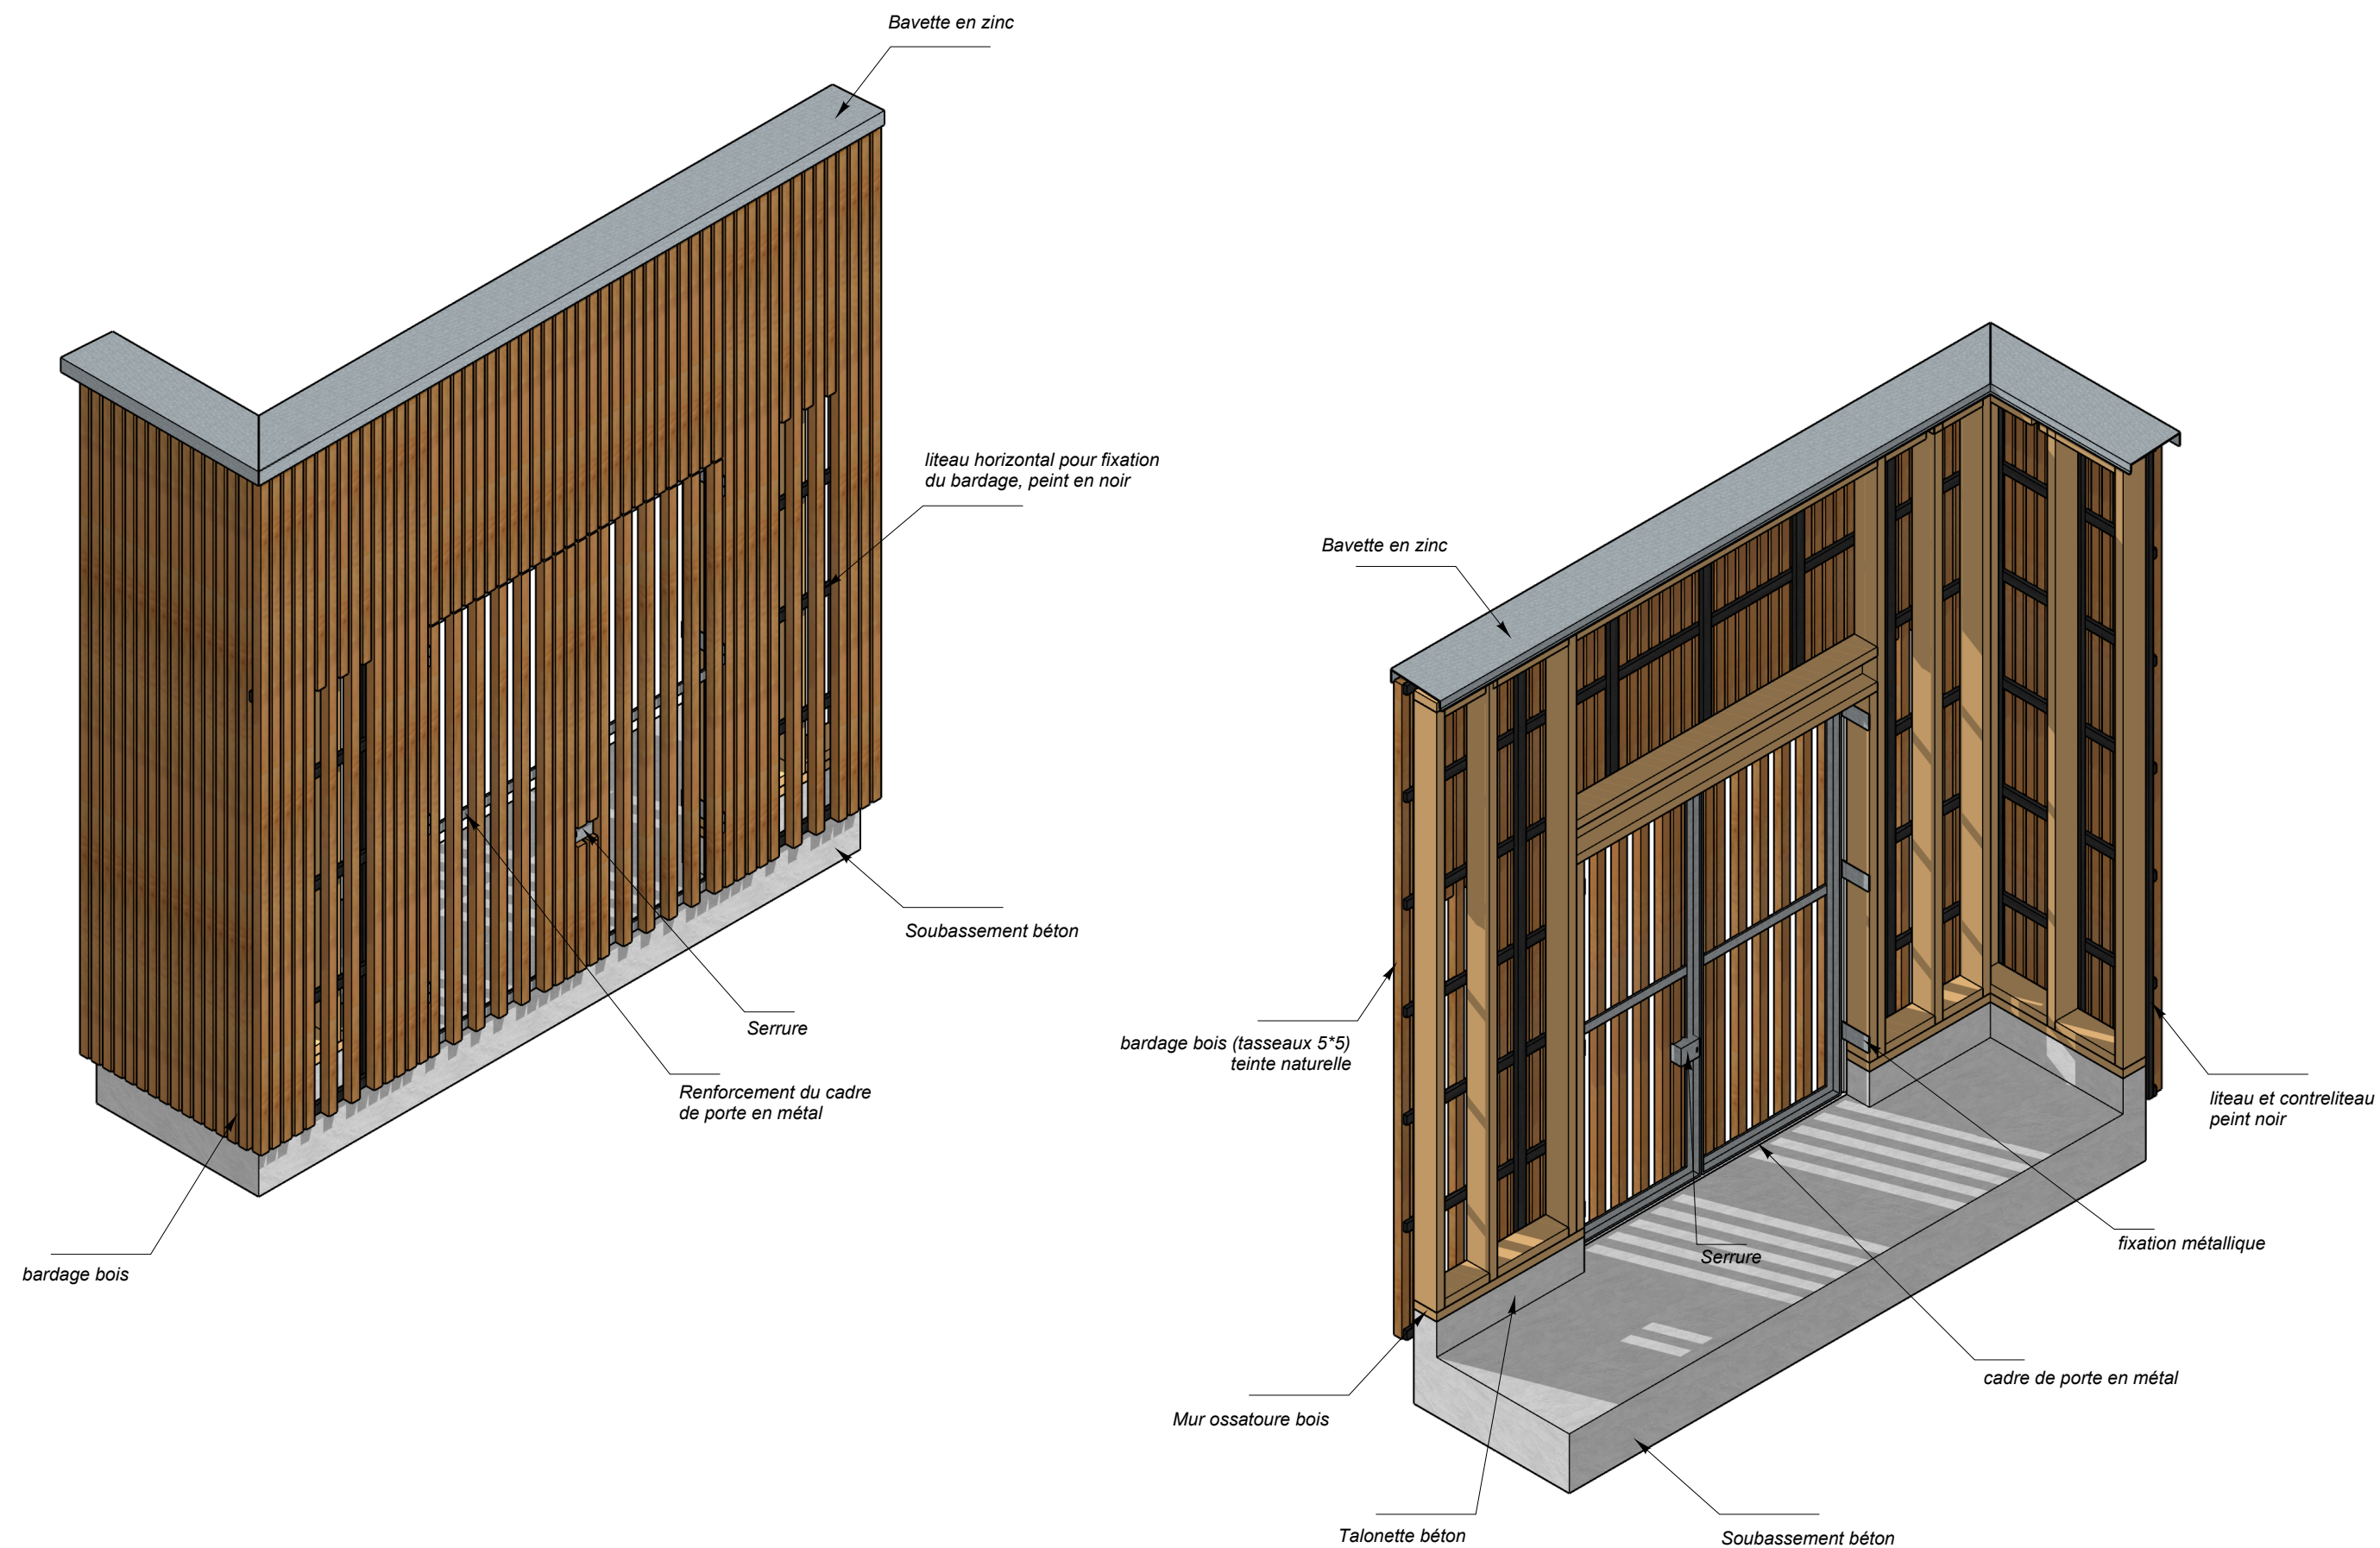 Bavette en zinc
liteau horizontal pour fixation
du bardage, peint en noir
Soubassement béton
Serrure
Renforcement du cadre
de porte en métal
bardage bois
Bavette en zinc
bardage bois (tasseaux 5*5)
teinte naturelle
liteau et contreliteau
peint noir
fixation métallique
Serrure
cadre de porte en métal
Mur ossatoure bois
Talonette béton
Soubassement béton